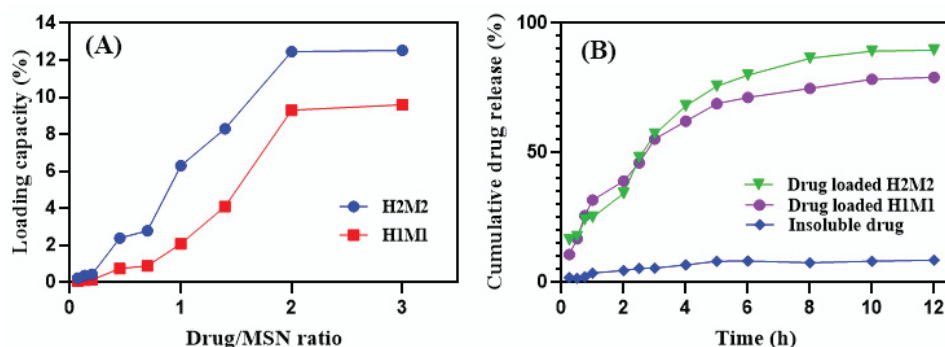 (A)
Loading capacity (%)
14
12
10
8
6
4
2
0
0
1
2
3
Drug/MSN ratio
H2M2
H1M1
(B)
Cumulative drug release (%)
100
50
0
0
2
4
6
8
10
12
Time (h)
Drug loaded H2M2
Drug loaded H1M1
Insoluble drug